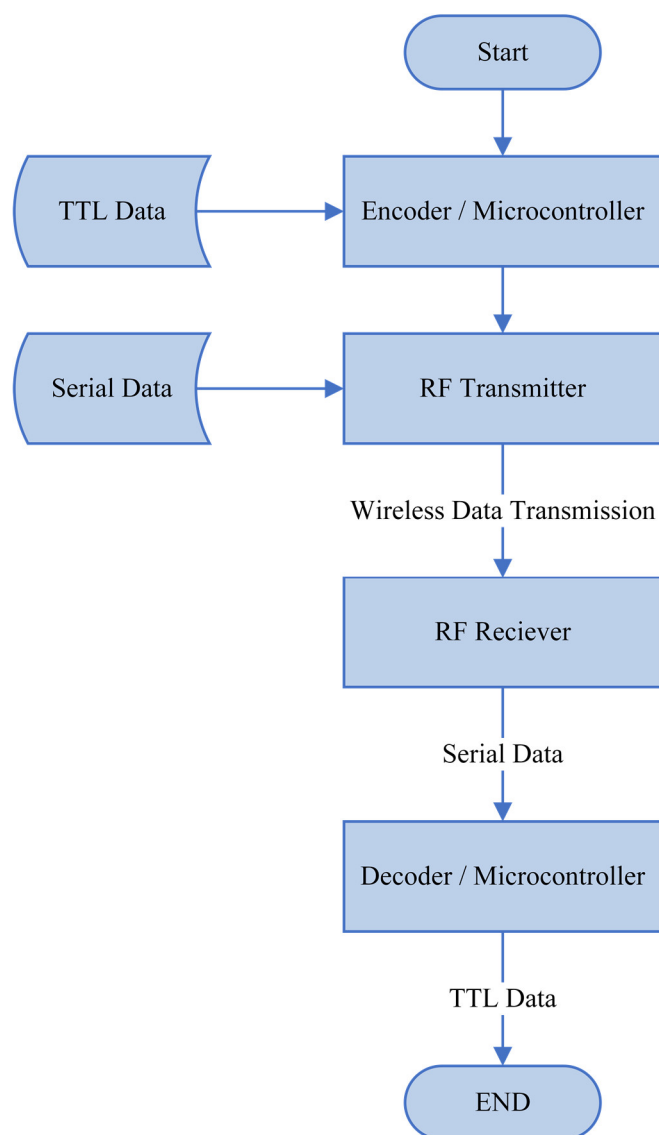 Start
TTL Data
Encoder / Microcontroller
Serial Data
RF Transmitter
Wireless Data Transmission
RF Reciever
Serial Data
Decoder / Microcontroller
TTL Data
END